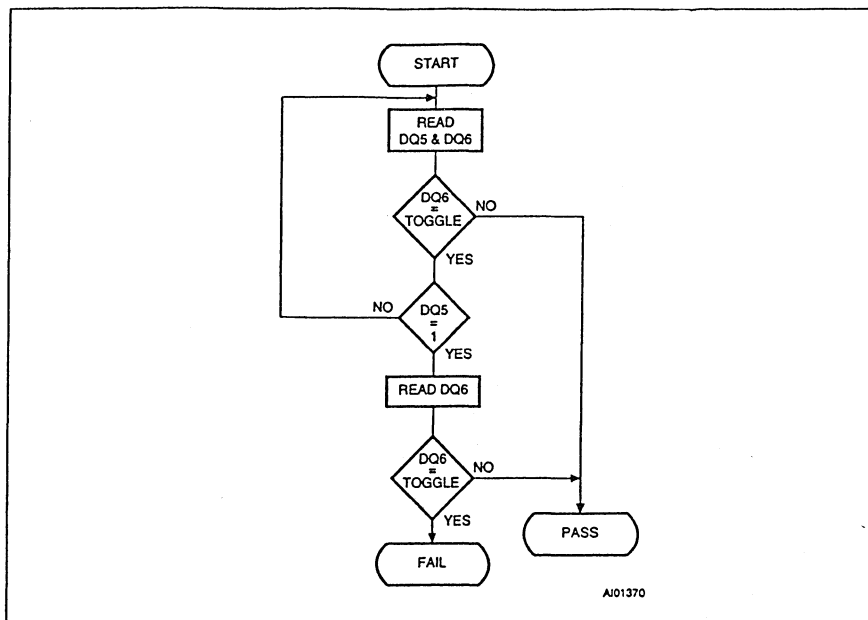 START
READ
DQ5 & DQ6
DQ6
=
TOGGLE
NO
YES
NO
DQ5
=
1
YES
READ DQ6
DQ6
=
TOGGLE
NO
YES
PASS
FAIL
AI01370